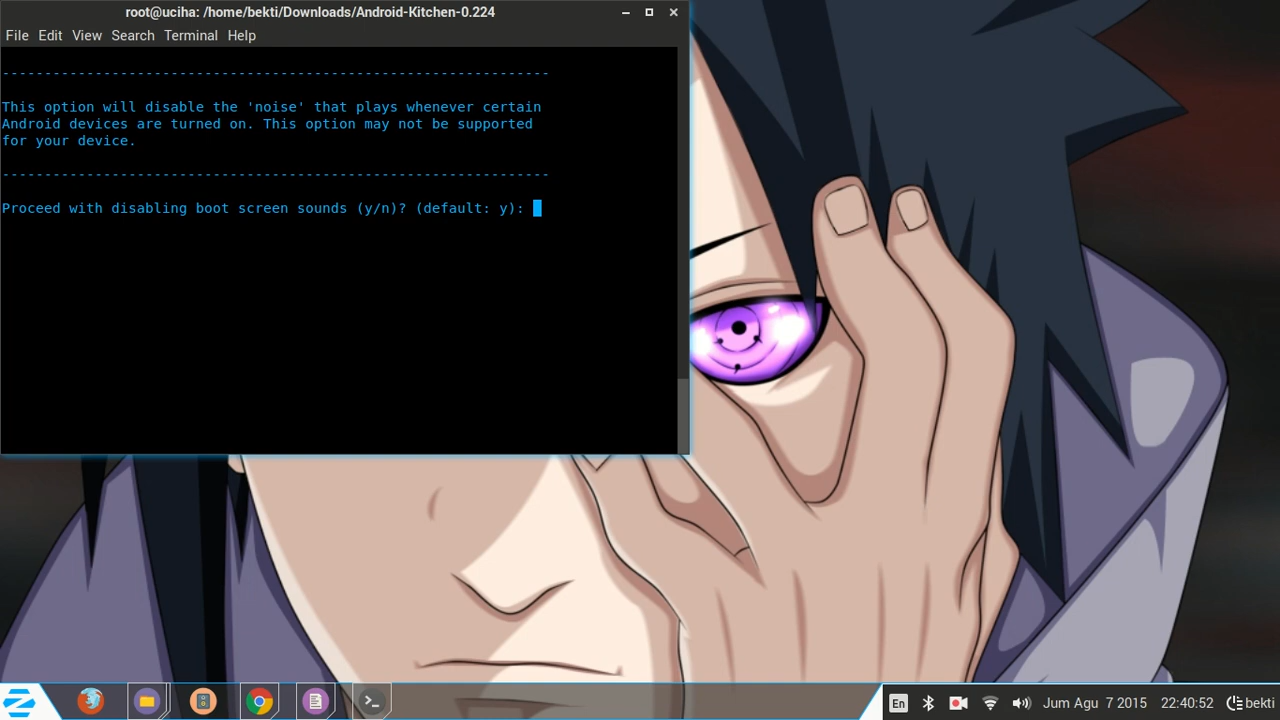 root@uciha: /home/bekti/Downloads/Android-Kitchen-0.224
File Edit View Search Terminal Help
-----------------------------------------------------------------
This option will disable the 'noise' that plays whenever certain
Android devices are turned on. This option may not be supported
for your device.
-----------------------------------------------------------------
Proceed with disabling boot screen sounds (y/n)? (default: y):
En Jum Agu 7 2015 22:40:52 bekti